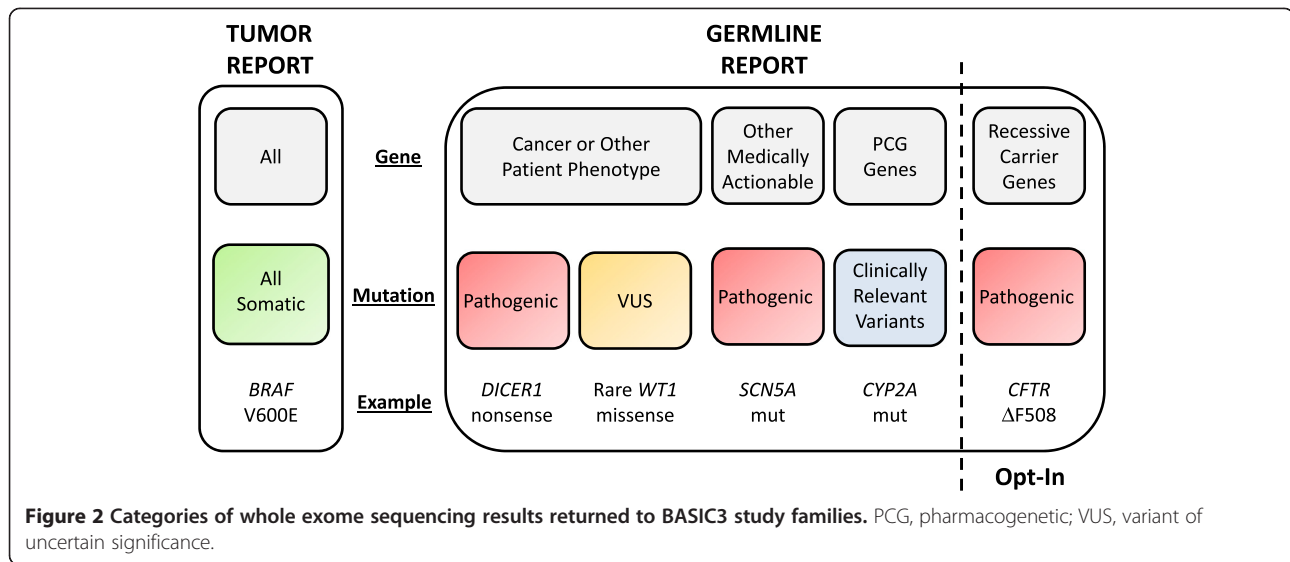 TUMOR
REPORT
GERMLINE
REPORT
All
Gene
Cancer or Other
Patient Phenotype
Other
Medically
Actionable
PCG
Genes
Recessive
Carrier
Genes
All
Somatic
Mutation
Pathogenic
VUS
Pathogenic
Clinically
Relevant
Variants
Pathogenic
BRAF
V600E
Example
DICER1
nonsense
Rare WT1
missense
SCN5A
mut
CYP2A
mut
CFTR
ΔF508
Opt-In
Figure 2 Categories of whole exome sequencing results returned to BASIC3 study families. PCG, pharmacogenetic; VUS, variant of
uncertain significance.